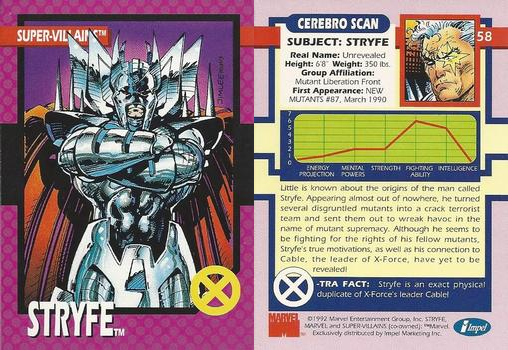 SUPER-VILLAINS™
JIM LEE
STRYFE™
CEREBRO SCAN
58
SUBJECT: STRYFE
Real Name: Unrevealed
Height: 6'8" Weight: 350 lbs.
Group Affiliation:
Mutant Liberation Front
First Appearance: NEW
MUTANTS #87, March 1990
7
6
5
4
3
2
1
0
ENERGY PROJECTION
MENTAL POWERS
STRENGTH
FIGHTING ABILITY
INTELLIGENCE
Little is known about the origins of the man called
Stryfe. Appearing almost out of nowhere, he turned
several disgruntled mutants into a crack terrorist
team and sent them out to wreak havoc in the
name of mutant supremacy. Although he seems to
be fighting for the rights of his fellow mutants,
Stryfe's true motivations, as well as his connection to
Cable, the leader of X-Force, have yet to be
revealed!
X-TRA FACT: Stryfe is an exact physical
duplicate of X-Force's leader Cable!
MARVEL
©1992 Marvel Entertainment Group, Inc. STRYFE,
MARVEL and SUPER-VILLAINS (co-owned): ™Marvel.
Exclusively distributed by Impel Marketing Inc.
Impel